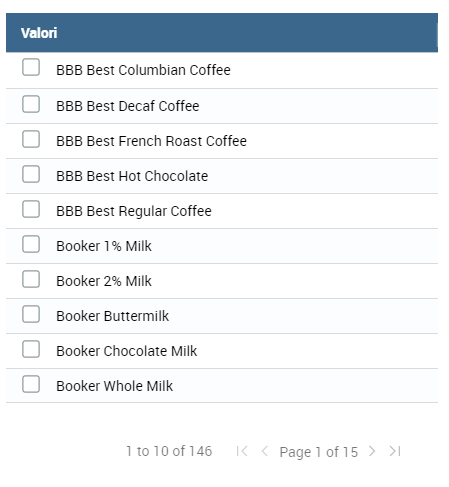 Valori
BBB Best Columbian Coffee
BBB Best Decaf Coffee
BBB Best French Roast Coffee
BBB Best Hot Chocolate
BBB Best Regular Coffee
Booker 1% Milk
Booker 2% Milk
Booker Buttermilk
Booker Chocolate Milk
Booker Whole Milk
1 to 10 of 146 Page 1 of 15